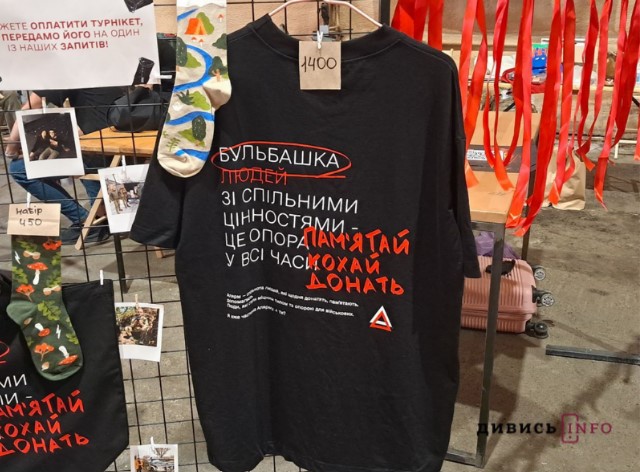 ЖЕТЕ ОПЛАТИТИ ТУРНІКЕТ,
ПЕРЕДАМО ЙОГО НА ОДИН
ІЗ НАШИХ ЗАПИТІВ!
1400
БУЛЬБАШКА
ЛЮДЕЙ
ЗІ СПІЛЬНИМИ
ЦІННОСТЯМИ -
ЦЕ ОПОРА
У ВСІ ЧАСИ
ПАМ'ЯТАЙ
КОХАЙ
ДОНАТЬ
набір
450
МИ
МИ -
ПАМ'ЯТАЙ
КОХАЙ
ДОНАТЬ
ДИВИСЬ INFO